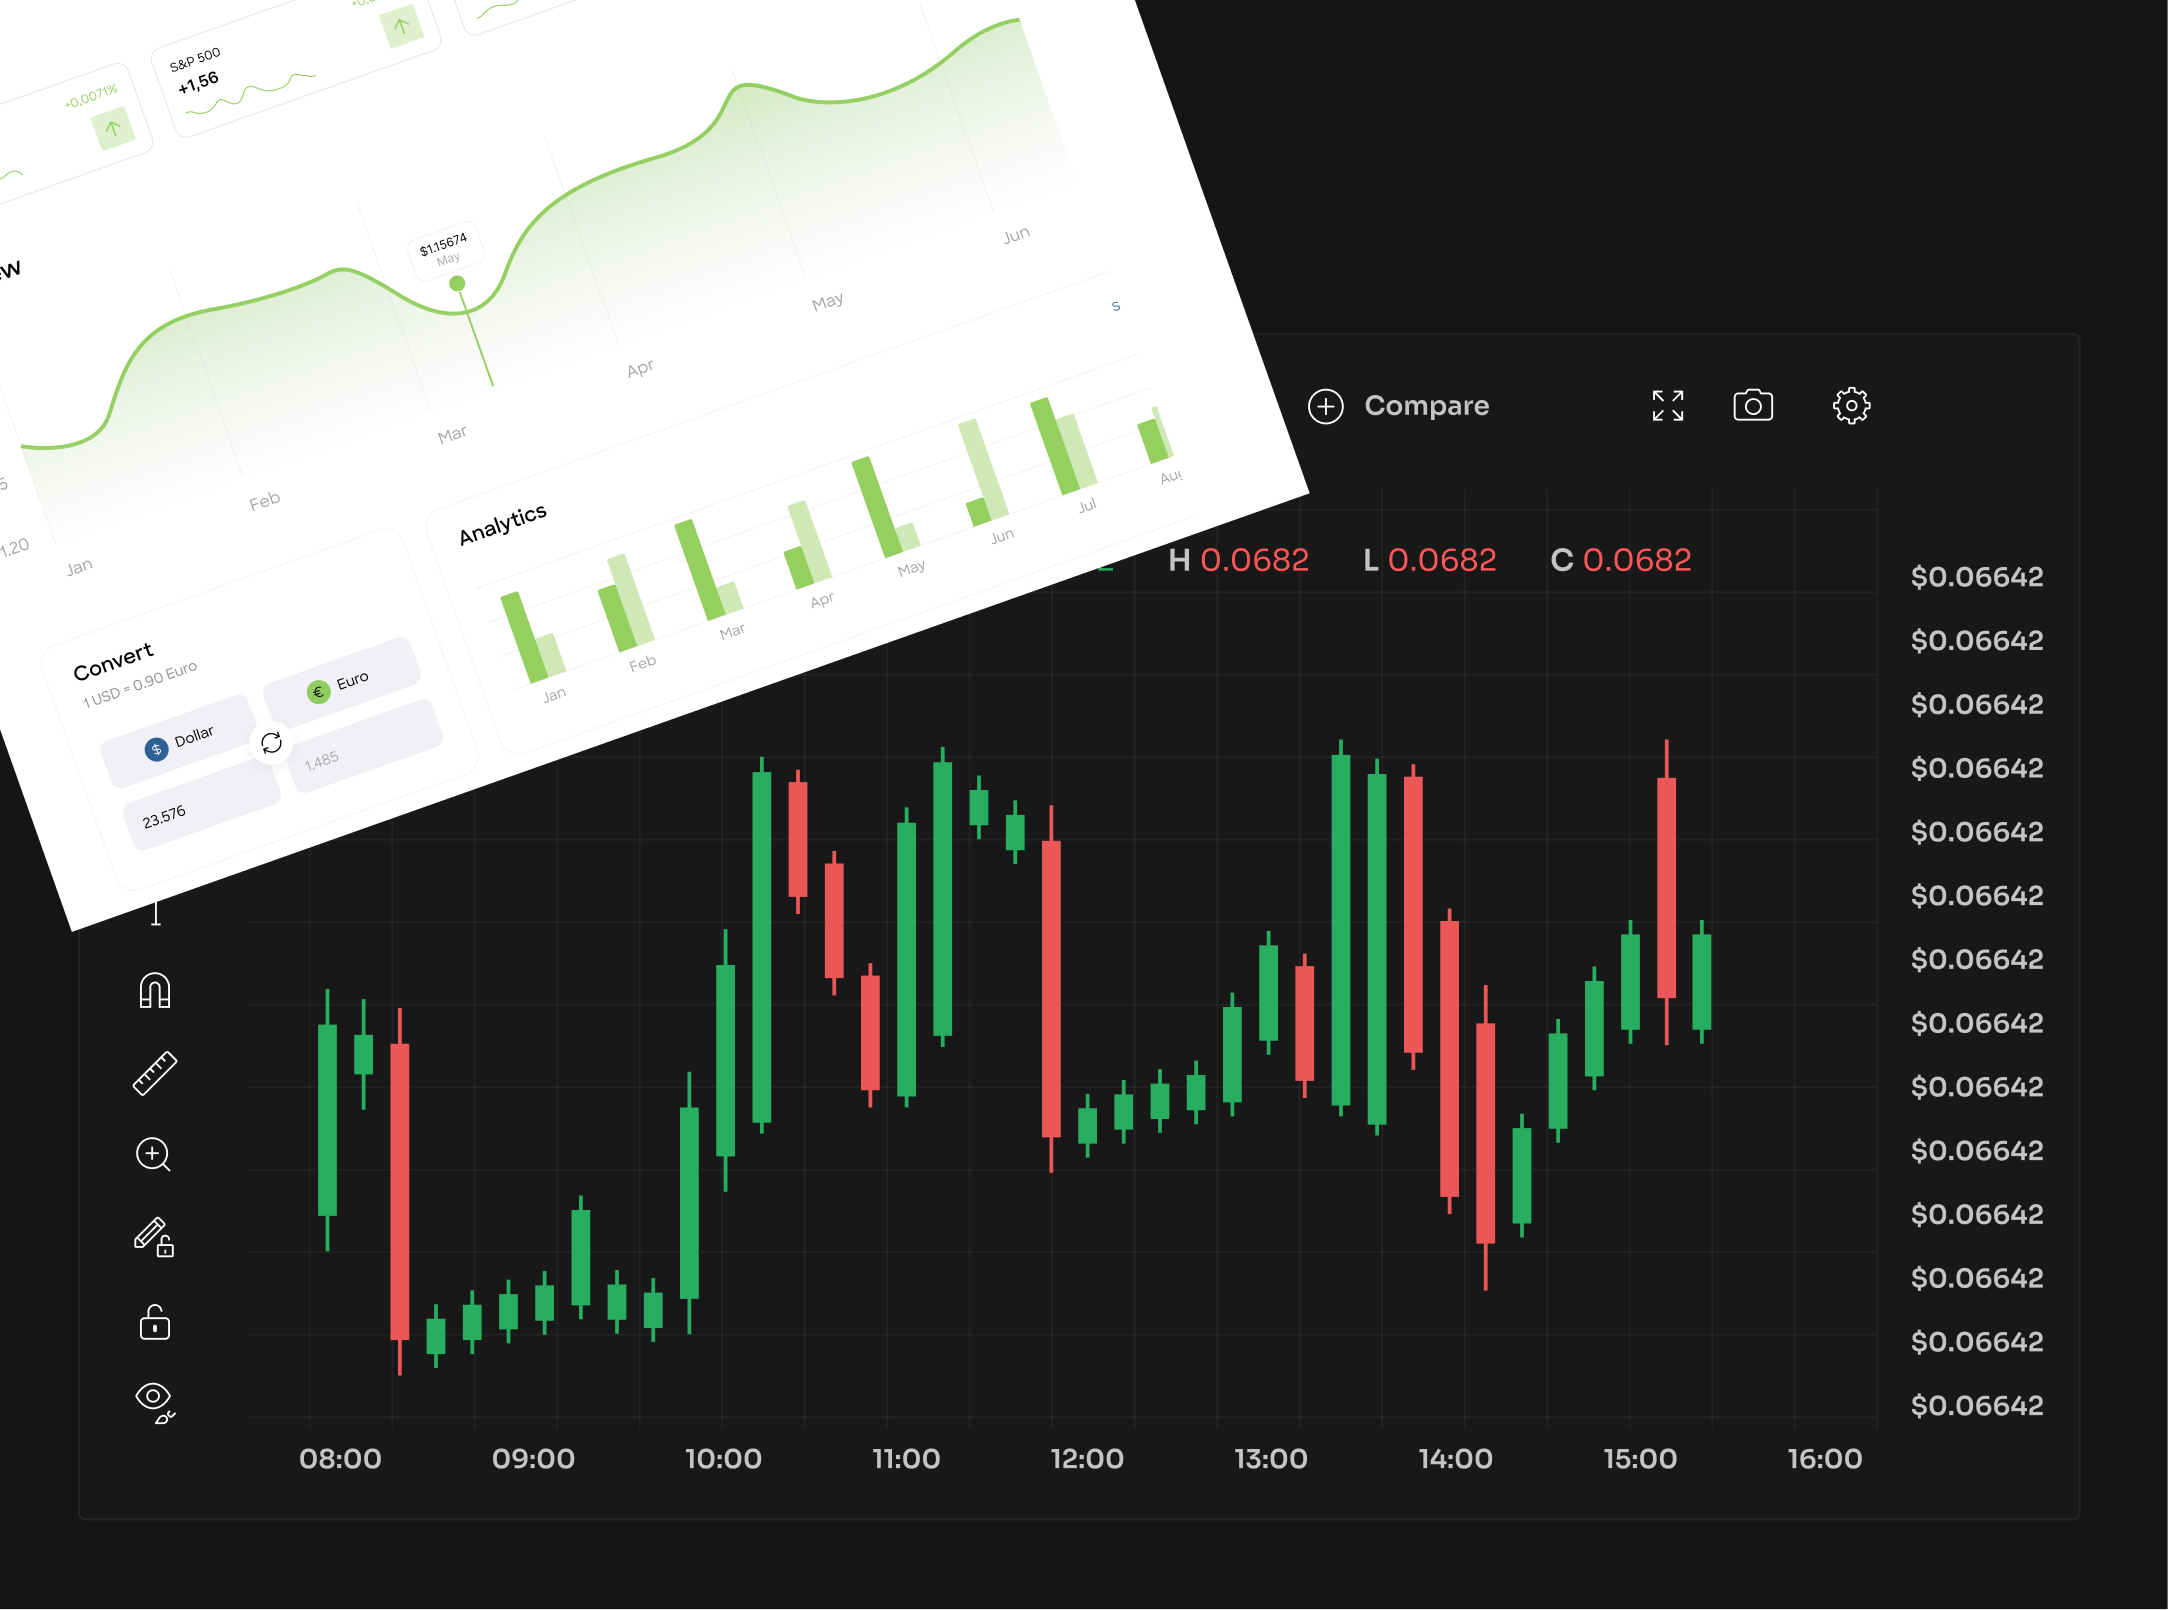 S&P 500
+1,56
+0,0071%
$1.15674
May
Jan
Feb
Mar
Apr
May
Jun
1.20
Analytics
Jan
Feb
Mar
Apr
May
Jun
Jul
Convert
1 USD = 0.90 Euro
$ Dollar
€ Euro
23.576
1.485
Compare
H 0.0682 L 0.0682 C 0.0682
$0.06642
$0.06642
$0.06642
$0.06642
$0.06642
$0.06642
$0.06642
$0.06642
$0.06642
$0.06642
$0.06642
$0.06642
$0.06642
$0.06642
08:00 09:00 10:00 11:00 12:00 13:00 14:00 15:00 16:00